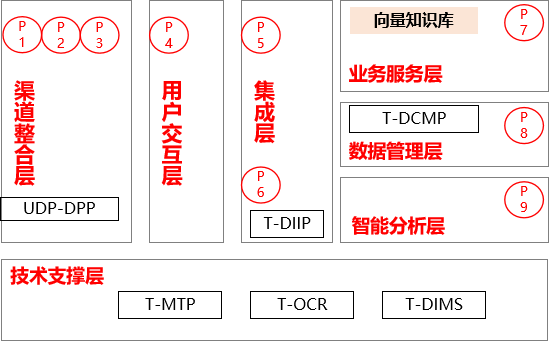 P1
P2
P3
渠道整合层
UDP-DPP
P4
用户交互层
P5
集成层
P6
T-DIIP
向量知识库
P7
业务服务层
T-DCMP
P8
数据管理层
P9
智能分析层
技术支撑层
T-MTP
T-OCR
T-DIMS